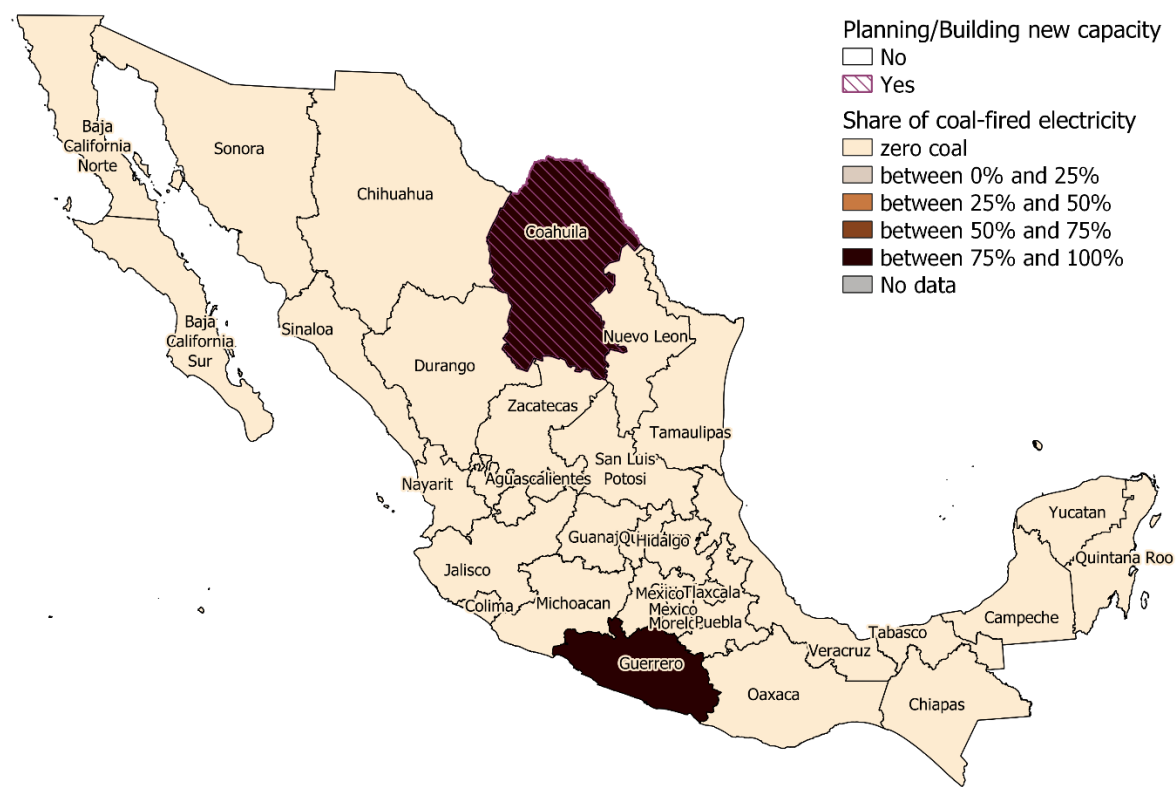 Planning/Building new capacity
No
Yes
Share of coal-fired electricity
zero coal
between 0% and 25%
between 25% and 50%
between 50% and 75%
between 75% and 100%
No data
Baja
California
Norte
Sonora
Chihuahua
Coahuila
Baja
California
Sur
Sinaloa
Durango
Nuevo Leon
Zacatecas
Tamaulipas
San Luis
Potosi
Nayarit
Aguascalientes
Hidalgo
Jalisco
Colima
Michoacan
Mexico
Tlaxcala
Mexico
Puebla
Guerrero
Oaxaca
Veracruz
Tabasco
Chiapas
Campeche
Yucatan
Quintana Roo